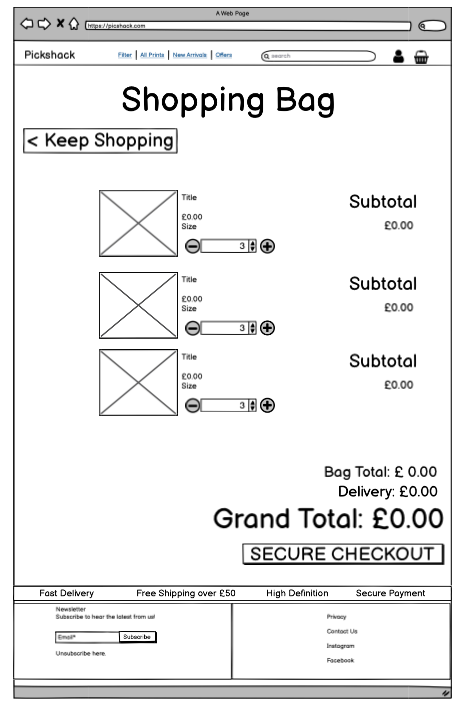 A Web Page
https://picshack.com
Pickshack
Filter | All Prints | New Arrivals | Offers
search
Shopping Bag
< Keep Shopping
Title
£0.00
Size
3
Subtotal
£0.00
Title
£0.00
Size
3
Subtotal
£0.00
Title
£0.00
Size
3
Subtotal
£0.00
Bag Total: £ 0.00
Delivery: £0.00
Grand Total: £0.00
SECURE CHECKOUT
Fast Delivery Free Shipping over £50 High Definition Secure Payment
Newsletter
Subscribe to hear the latest from us!
Email* Subscribe
Unsubscribe here.
Privacy
Contact Us
Instagram
Facebook